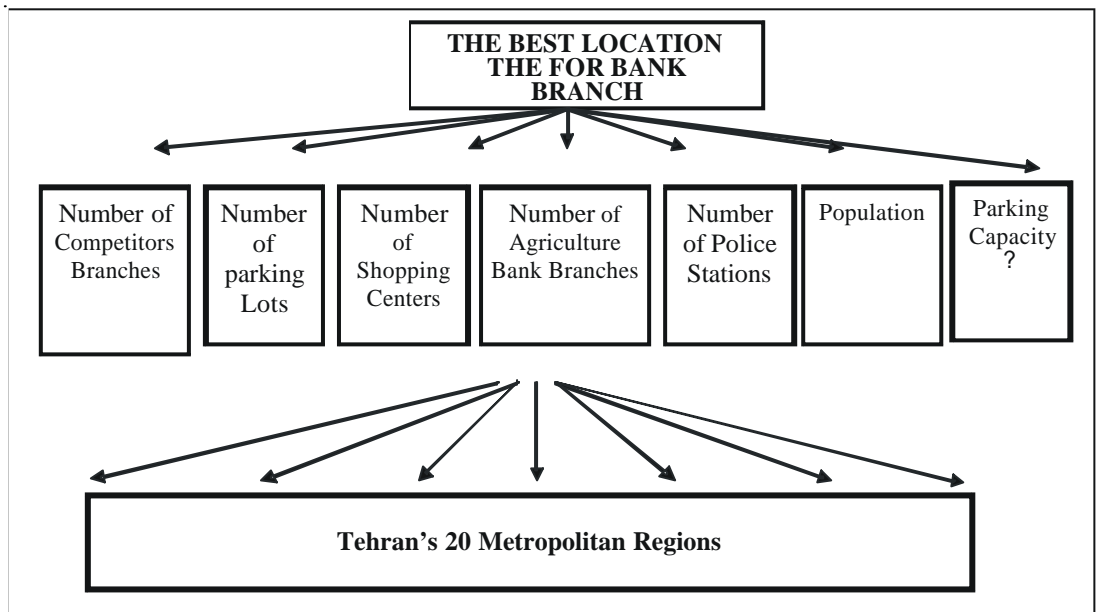 THE BEST LOCATION
THE FOR BANK
BRANCH
Number of
Competitors
Branches
Number
of
parking
Lots
Number
of
Shopping
Centers
Number of
Agriculture
Bank Branches
Number
of Police
Stations
Population
Parking
Capacity
?
Tehran’s 20 Metropolitan Regions